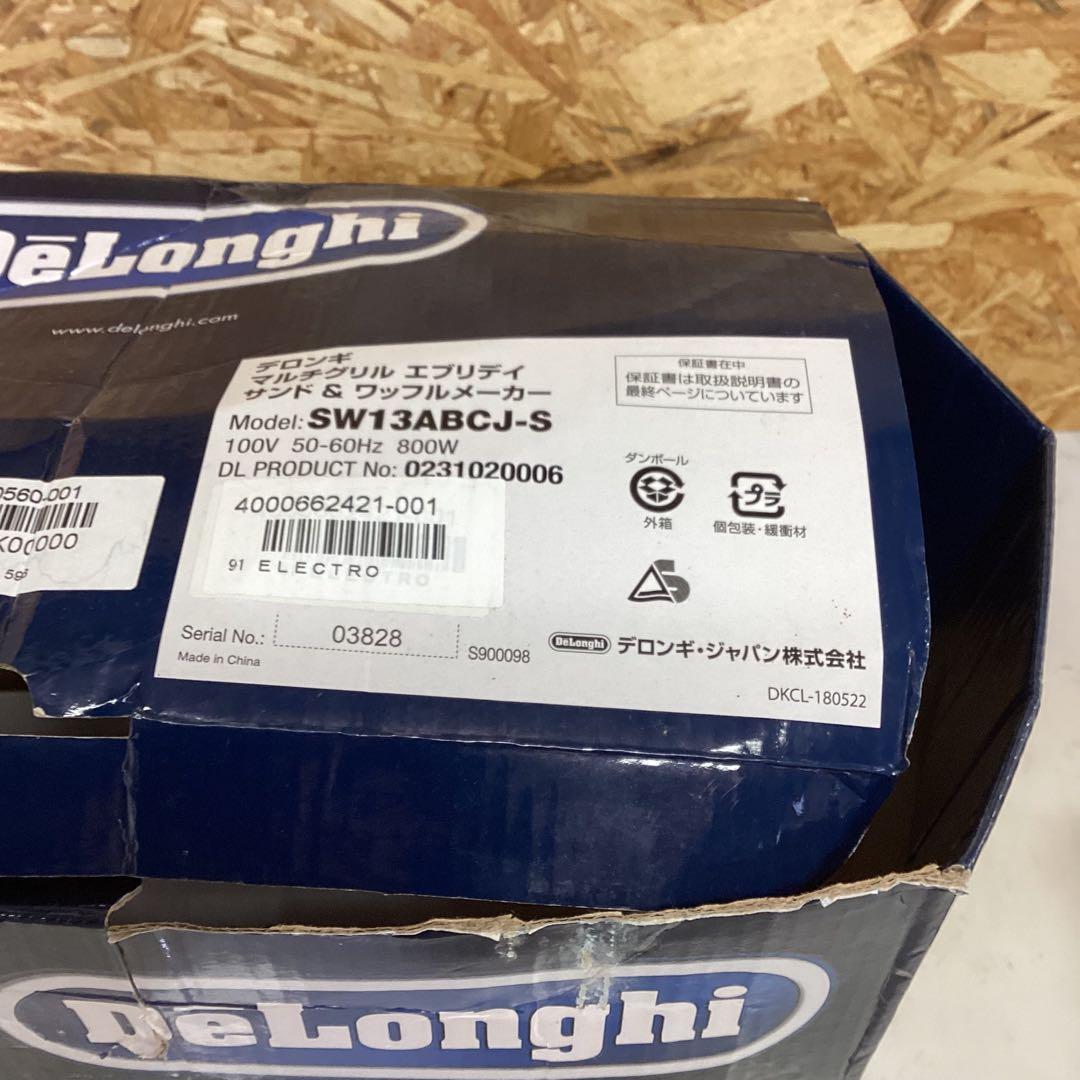 DeLonghi
www.delonghi.com
デロンギ
マルチグリル エブリデイ
サンド & ワッフルメーカー
Model: SW13ABCJ-S
100V 50-60Hz 800W
DL PRODUCT No: 0231020006
保証書在中
保証書は取扱説明書の
最終ページについています
ダンボール
外箱
プラ
個包装・緩衝材
4000662421-001
91 ELECTRO
0560-001
K00000
Serial No.: 03828
S900098
Made in China
DeLonghi デロンギ・ジャパン株式会社
DKCL-180522
DeLonghi